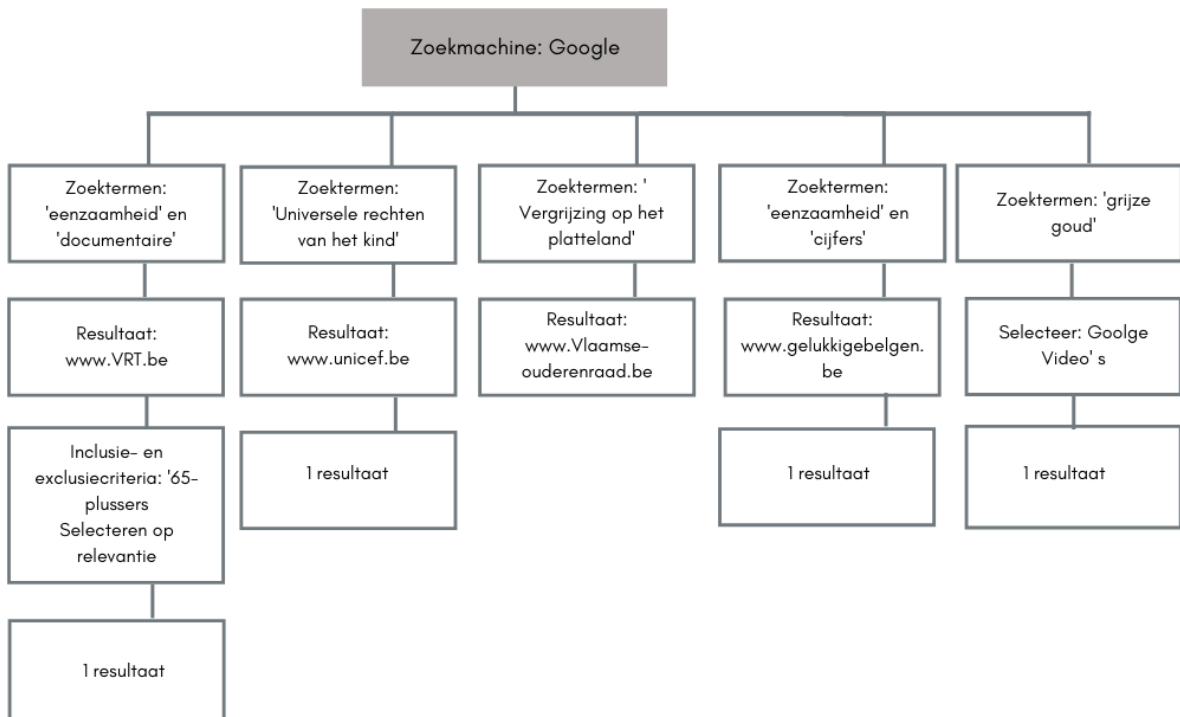 Zoekmachine: Google
Zoektermen:
'eenzaamheid' en
'documentaire'
Zoektermen:
'Universele rechten
van het kind'
Zoektermen: '
Vergrijzing op het
platteland'
Zoektermen:
'eenzaamheid' en
'cijfers'
Zoektermen: 'grijze
goud'
Resultaat:
www.VRT.be
Resultaat:
www.unicef.be
Resultaat:
www.Vlaamse-
ouderenraad.be
Resultaat:
www.gelukkigebelgen.
be
Selecteer: Goolge
Video' s
Inclusie- en
exclusiecriteria: '65-
plussers
Selecteren op
relevantie
1 resultaat
1 resultaat
1 resultaat
1 resultaat